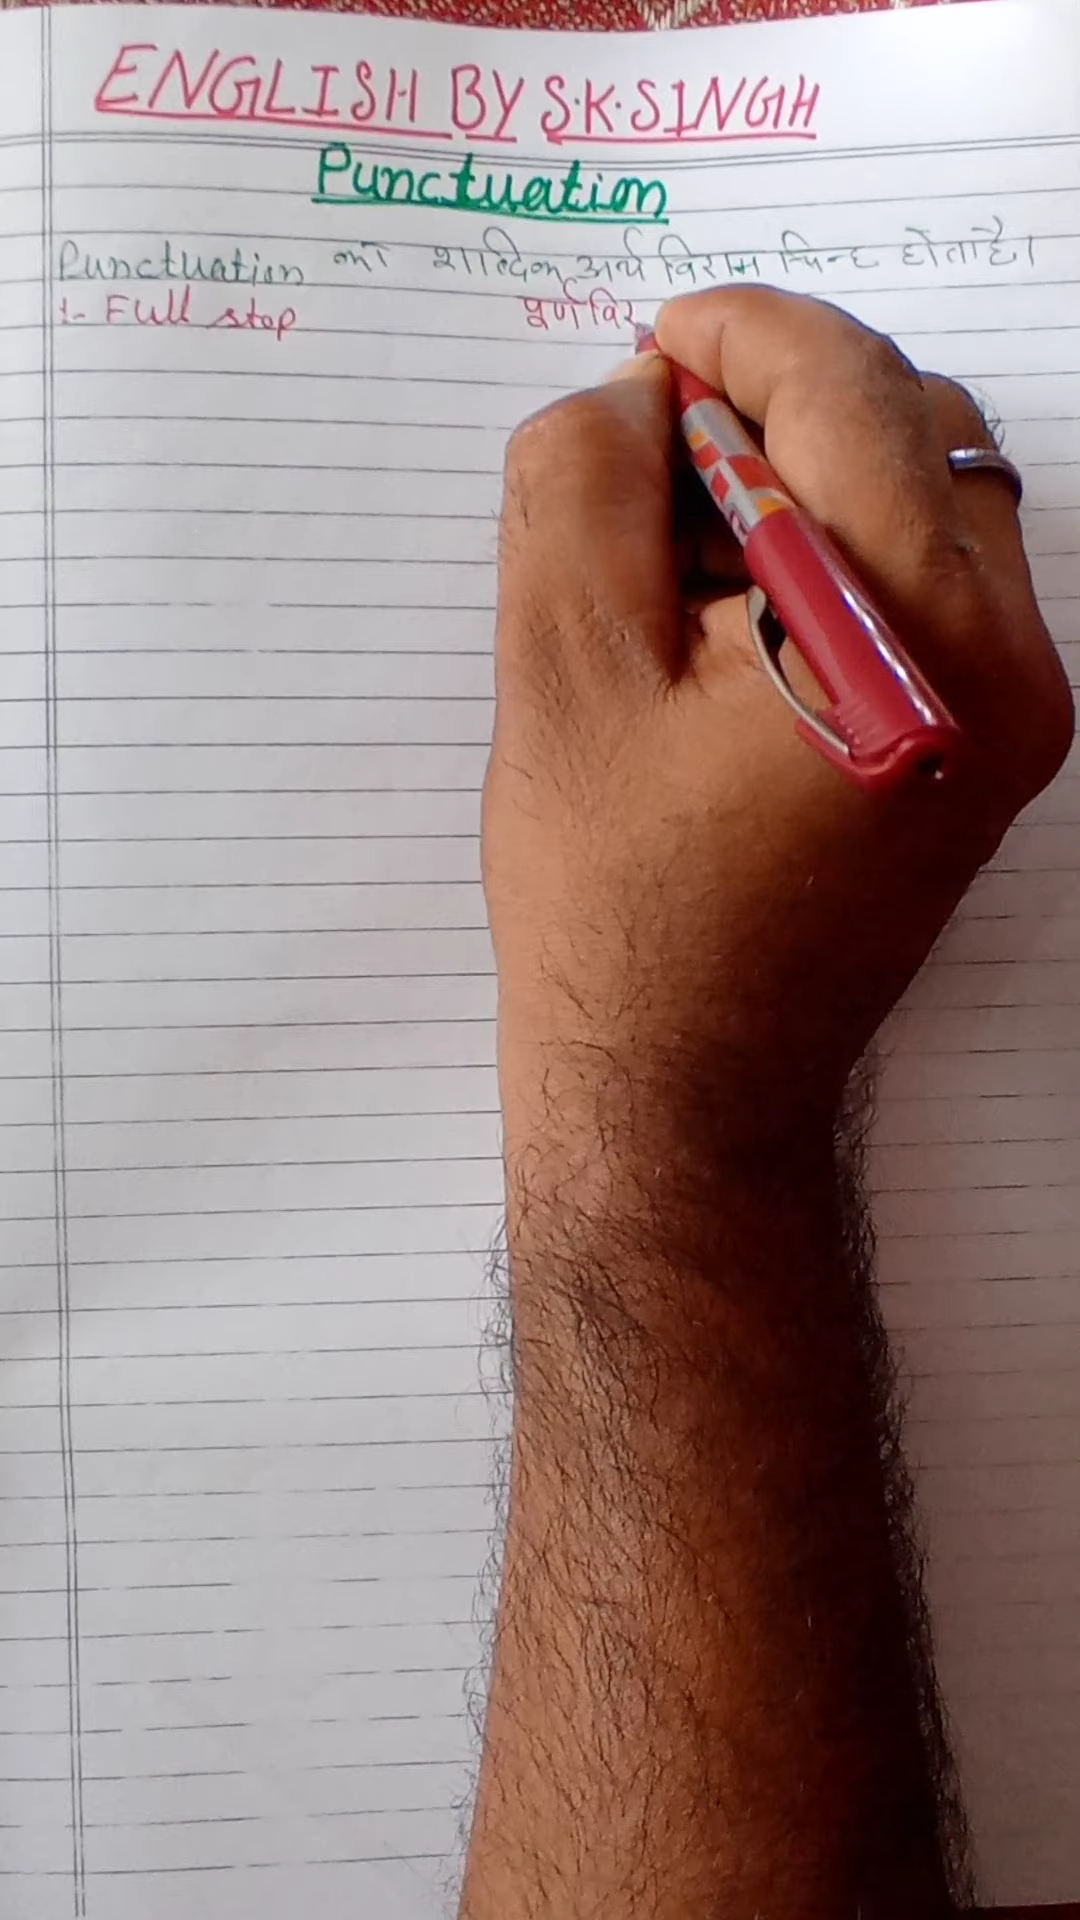 ENGLISH BY S.K.SINGH
Punctuation
Punctuation का शाब्दिक अर्थ विराम चिन्ह होता है।
1- Full stop पूर्ण विर